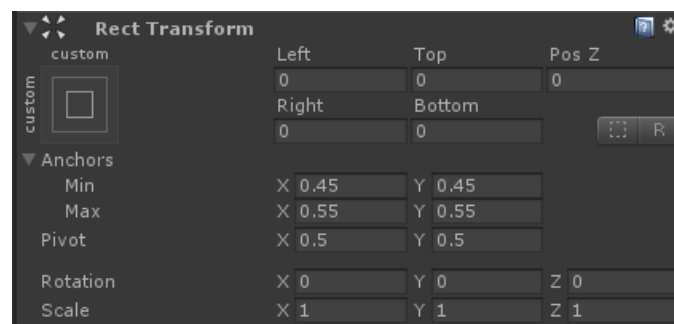 Rect Transform
custom Left Top Pos Z
0 0 0
custom
Right Bottom
0 0
R
Anchors
Min X 0.45 Y 0.45
Max X 0.55 Y 0.55
Pivot X 0.5 Y 0.5
Rotation X 0 Y 0 Z 0
Scale X 1 Y 1 Z 1